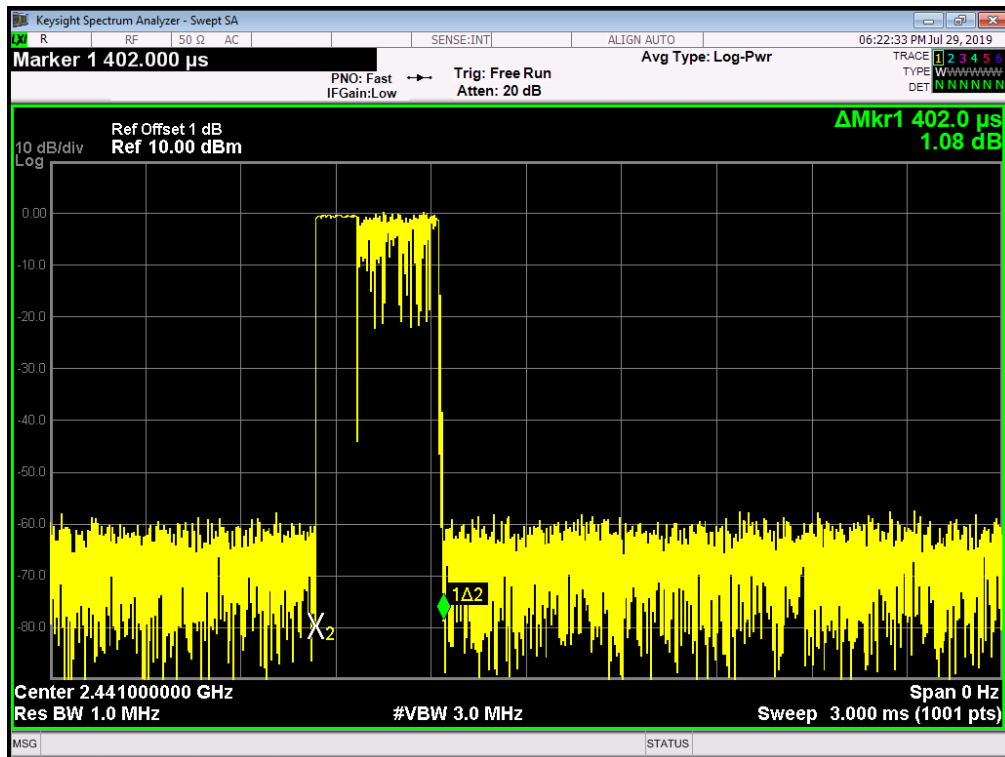 Keysight Spectrum Analyzer - Swept SA
LXI R RF 50 Ω AC SENSE:INT ALIGN AUTO 06:22:33 PM Jul 29, 2019
Marker 1 402.000 µs
PNO: Fast
IFGain:Low
Trig: Free Run
Atten: 20 dB
Avg Type: Log-Pwr
TRACE 1 2 3 4 5 6
TYPE WWWWWW
DET N N N N N N
ΔMkr1 402.0 µs
1.08 dB
Ref Offset 1 dB
10 dB/div Ref 10.00 dBm
Log
0.00
-10.0
-20.0
-30.0
-40.0
-50.0
-60.0
-70.0
1Δ2
-80.0
X2
Center 2.441000000 GHz Span 0 Hz
Res BW 1.0 MHz #VBW 3.0 MHz Sweep 3.000 ms (1001 pts)
MSG STATUS